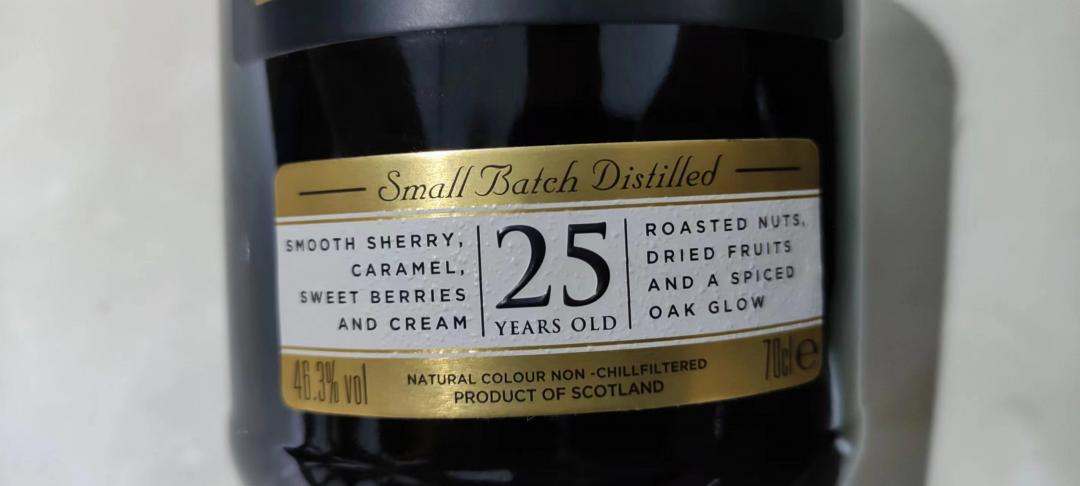 Small Batch Distilled
SMOOTH SHERRY,
CARAMEL,
SWEET BERRIES
AND CREAM
25
YEARS OLD
ROASTED NUTS,
DRIED FRUITS
AND A SPICED
OAK GLOW
46.3% vol
NATURAL COLOUR NON -CHILLFILTERED
PRODUCT OF SCOTLAND
70cl e